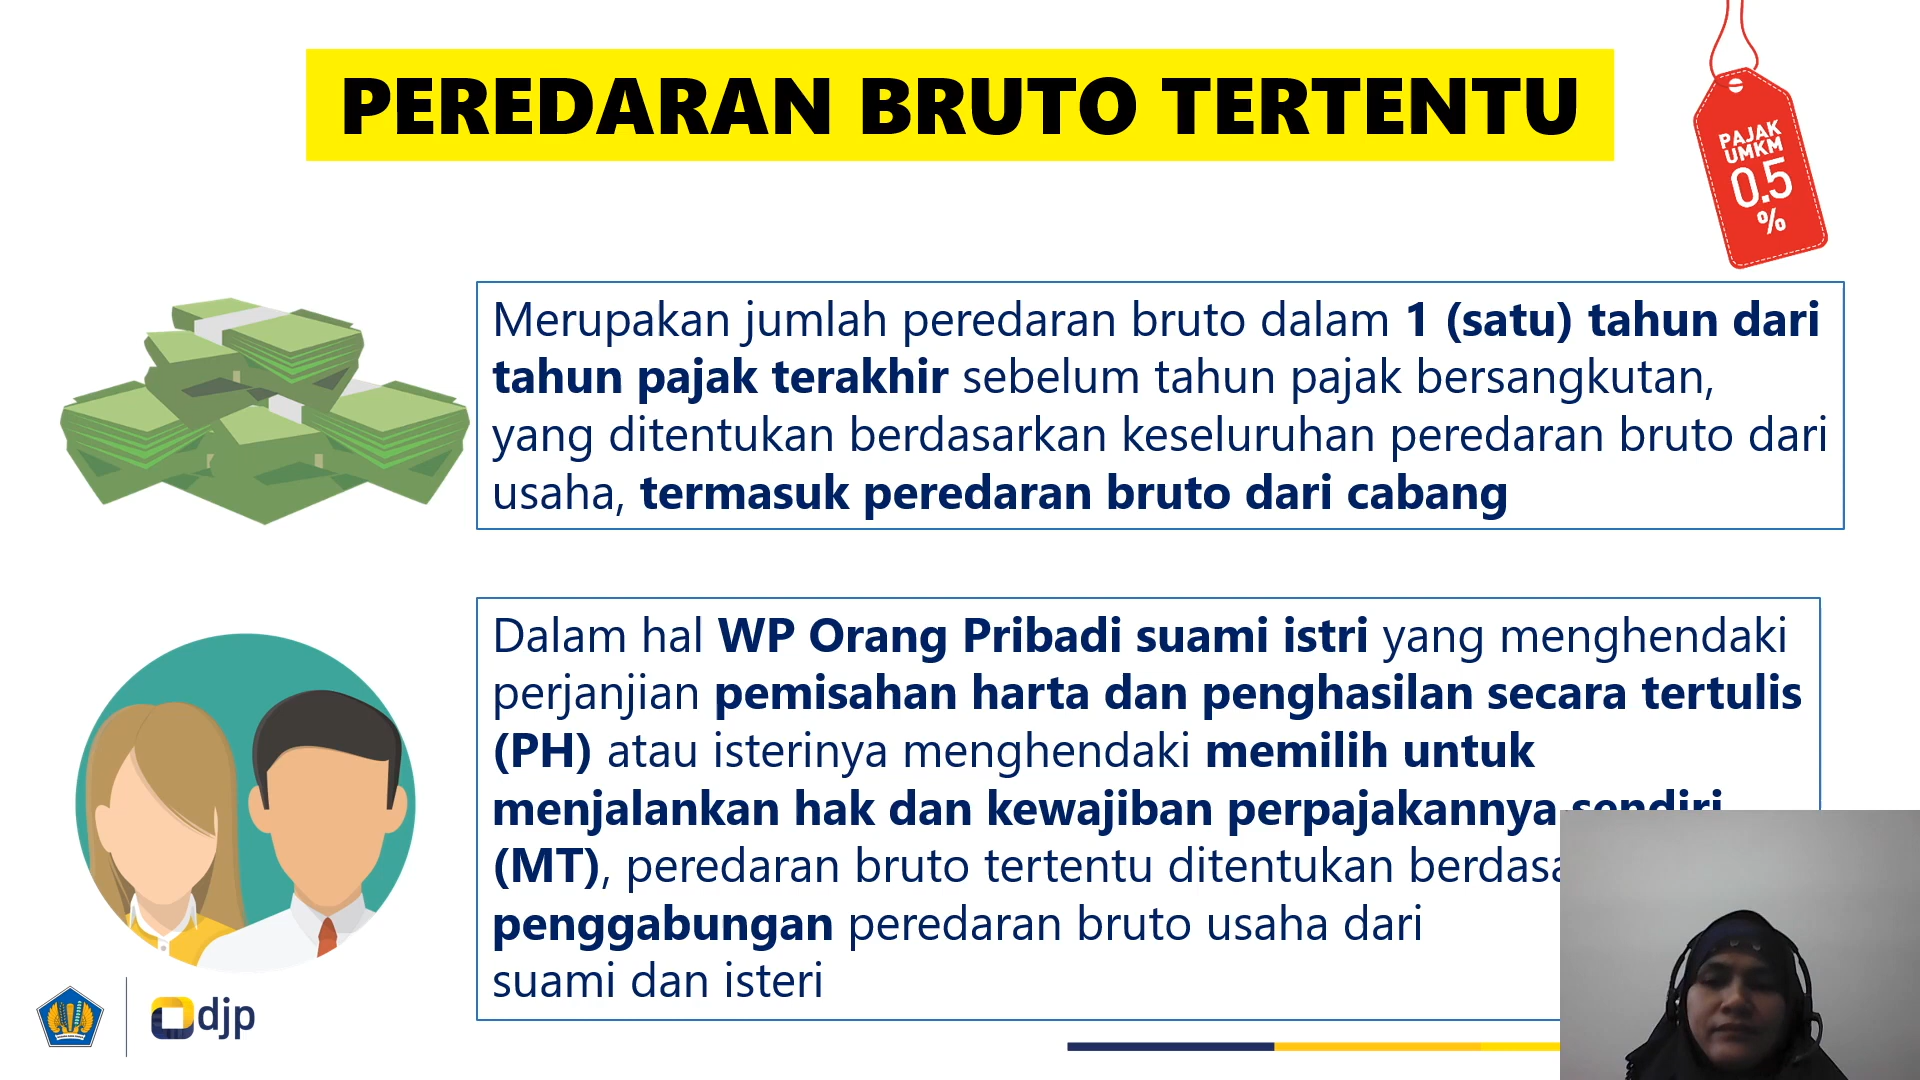 PEREDARAN BRUTO TERTENTU
PAJAK
UMKM
0.5
%
Merupakan jumlah peredaran bruto dalam 1 (satu) tahun dari
tahun pajak terakhir sebelum tahun pajak bersangkutan,
yang ditentukan berdasarkan keseluruhan peredaran bruto dari
usaha, termasuk peredaran bruto dari cabang
Dalam hal WP Orang Pribadi suami istri yang menghendaki
perjanjian pemisahan harta dan penghasilan secara tertulis
(PH) atau isterinya menghendaki memilih untuk
menjalankan hak dan kewajiban perpajakannya sendiri
(MT), peredaran bruto tertentu ditentukan
penggabungan peredaran bruto usaha dari
suami dan isteri
djp